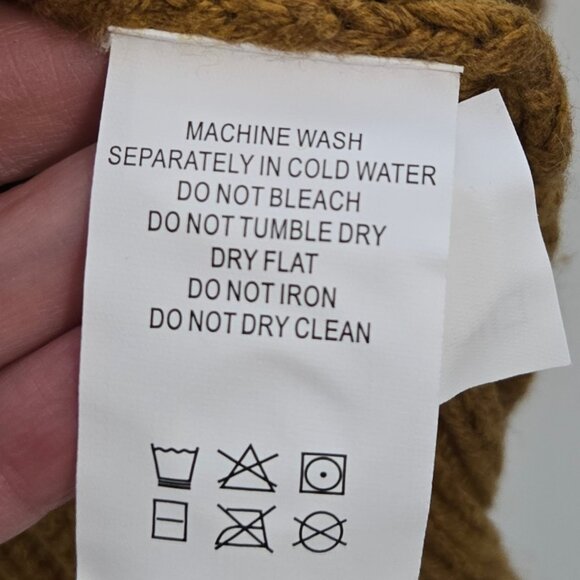 MACHINE WASH
SEPARATELY IN COLD WATER
DO NOT BLEACH
DO NOT TUMBLE DRY
DRY FLAT
DO NOT IRON
DO NOT DRY CLEAN